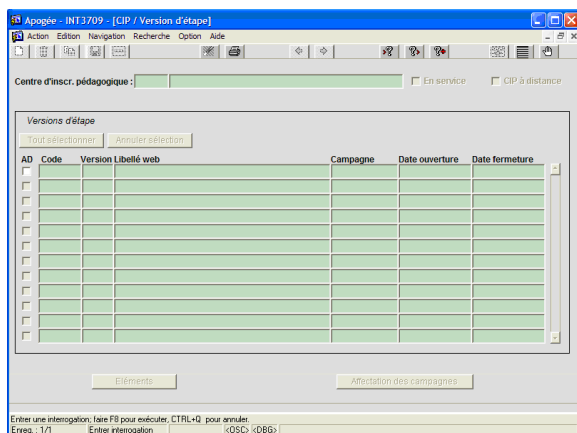 Apogée - INT3709 - [CIP / Version d'étape]
Action Edition Navigation Recherche Option Aide
Centre d'inscr. pédagogique : En service CIP à distance
Versions d'étape
Tout sélectionner Annuler sélection
AD Code Version Libellé web Campagne Date ouverture Date fermeture
Eléments Affectation des campagnes
Entrer une interrogation; faire F8 pour exécuter, CTRL+Q pour annuler.
Enreg. : 1/1 Entrer interrogation <OSC> <DBG>